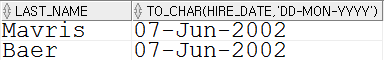 LAST_NAME TO_CHAR(HIRE_DATE,'DD-MON-YYYY')
Mavris 07-Jun-2002
Baer 07-Jun-2002